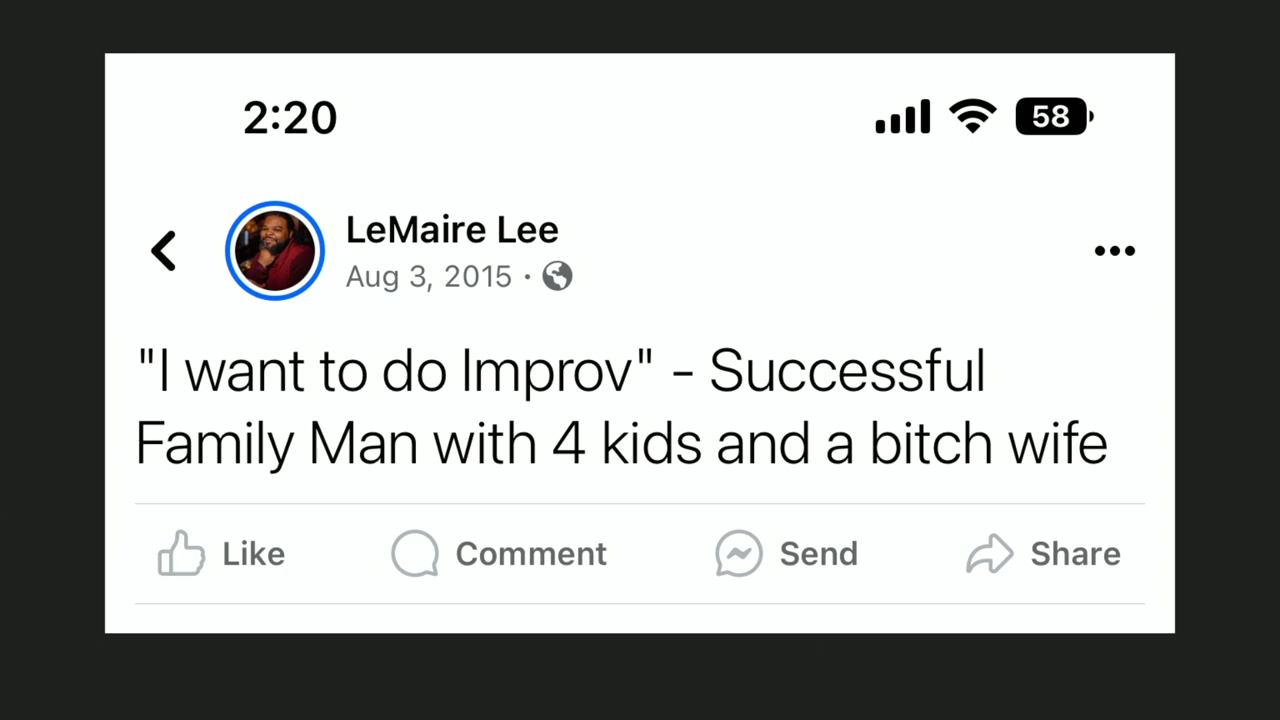 2:20
58
LeMaire Lee
Aug 3, 2015 ·
"I want to do Improv" - Successful
Family Man with 4 kids and a bitch wife
Like
Comment
Send
Share